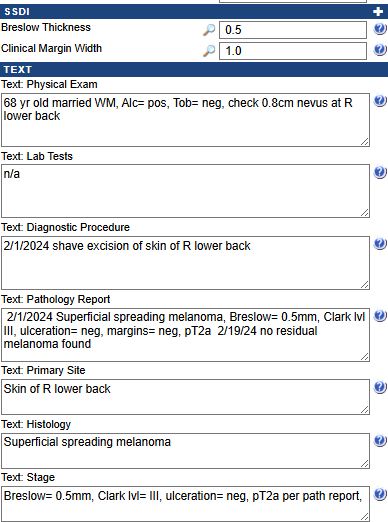 SSDI
Breslow Thickness 0.5
Clinical Margin Width 1.0
TEXT
Text: Physical Exam
68 yr old married WM, Alc= pos, Tob= neg, check 0.8cm nevus at R
lower back
Text: Lab Tests
n/a
Text: Diagnostic Procedure
2/1/2024 shave excision of skin of R lower back
Text: Pathology Report
2/1/2024 Superficial spreading melanoma, Breslow= 0.5mm, Clark lvl
III, ulceration= neg, margins= neg, pT2a 2/19/24 no residual
melanoma found
Text: Primary Site
Skin of R lower back
Text: Histology
Superficial spreading melanoma
Text: Stage
Breslow= 0.5mm, Clark lvl= III, ulceration= neg, pT2a per path report,